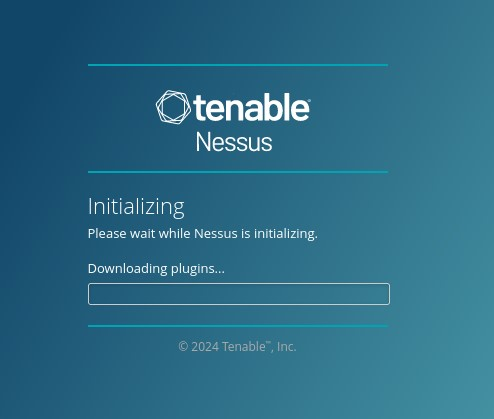 tenable®
Nessus
Initializing
Please wait while Nessus is initializing.
Downloading plugins...
© 2024 Tenable™, Inc.